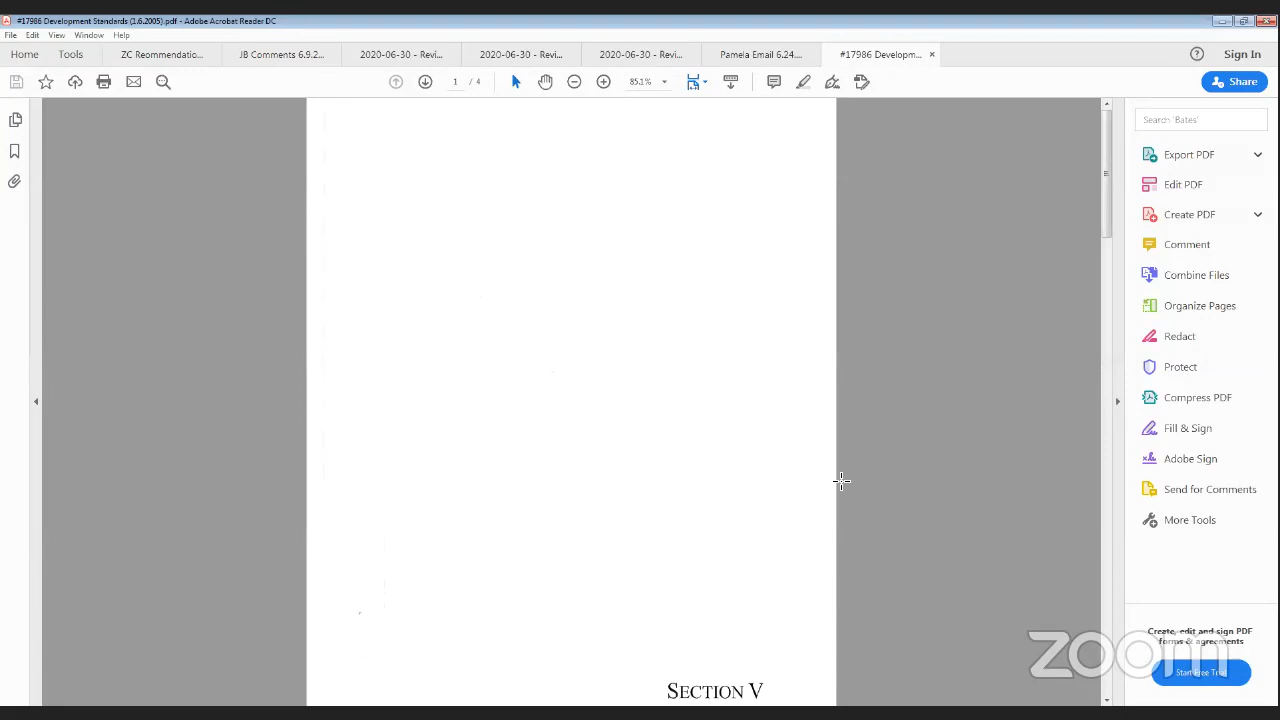 #17986 Development Standards (1.6.2005).pdf - Adobe Acrobat Reader DC
File Edit View Window Help
Home Tools ZC Reommendatio... JB Comments 6.9.2... 2020-06-30 - Revi... 2020-06-30 - Revi... 2020-06-30 - Revi... Pamela Email 6.24.... #17986 Developm... × Sign In
1 / 4 85.1% Share
Search 'Bates'
Export PDF
Edit PDF
Create PDF
Comment
Combine Files
Organize Pages
Redact
Protect
Compress PDF
Fill & Sign
Adobe Sign
Send for Comments
More Tools
Create, edit and sign PDF
forms & agreements
zoom
Start Free Trial
SECTION V